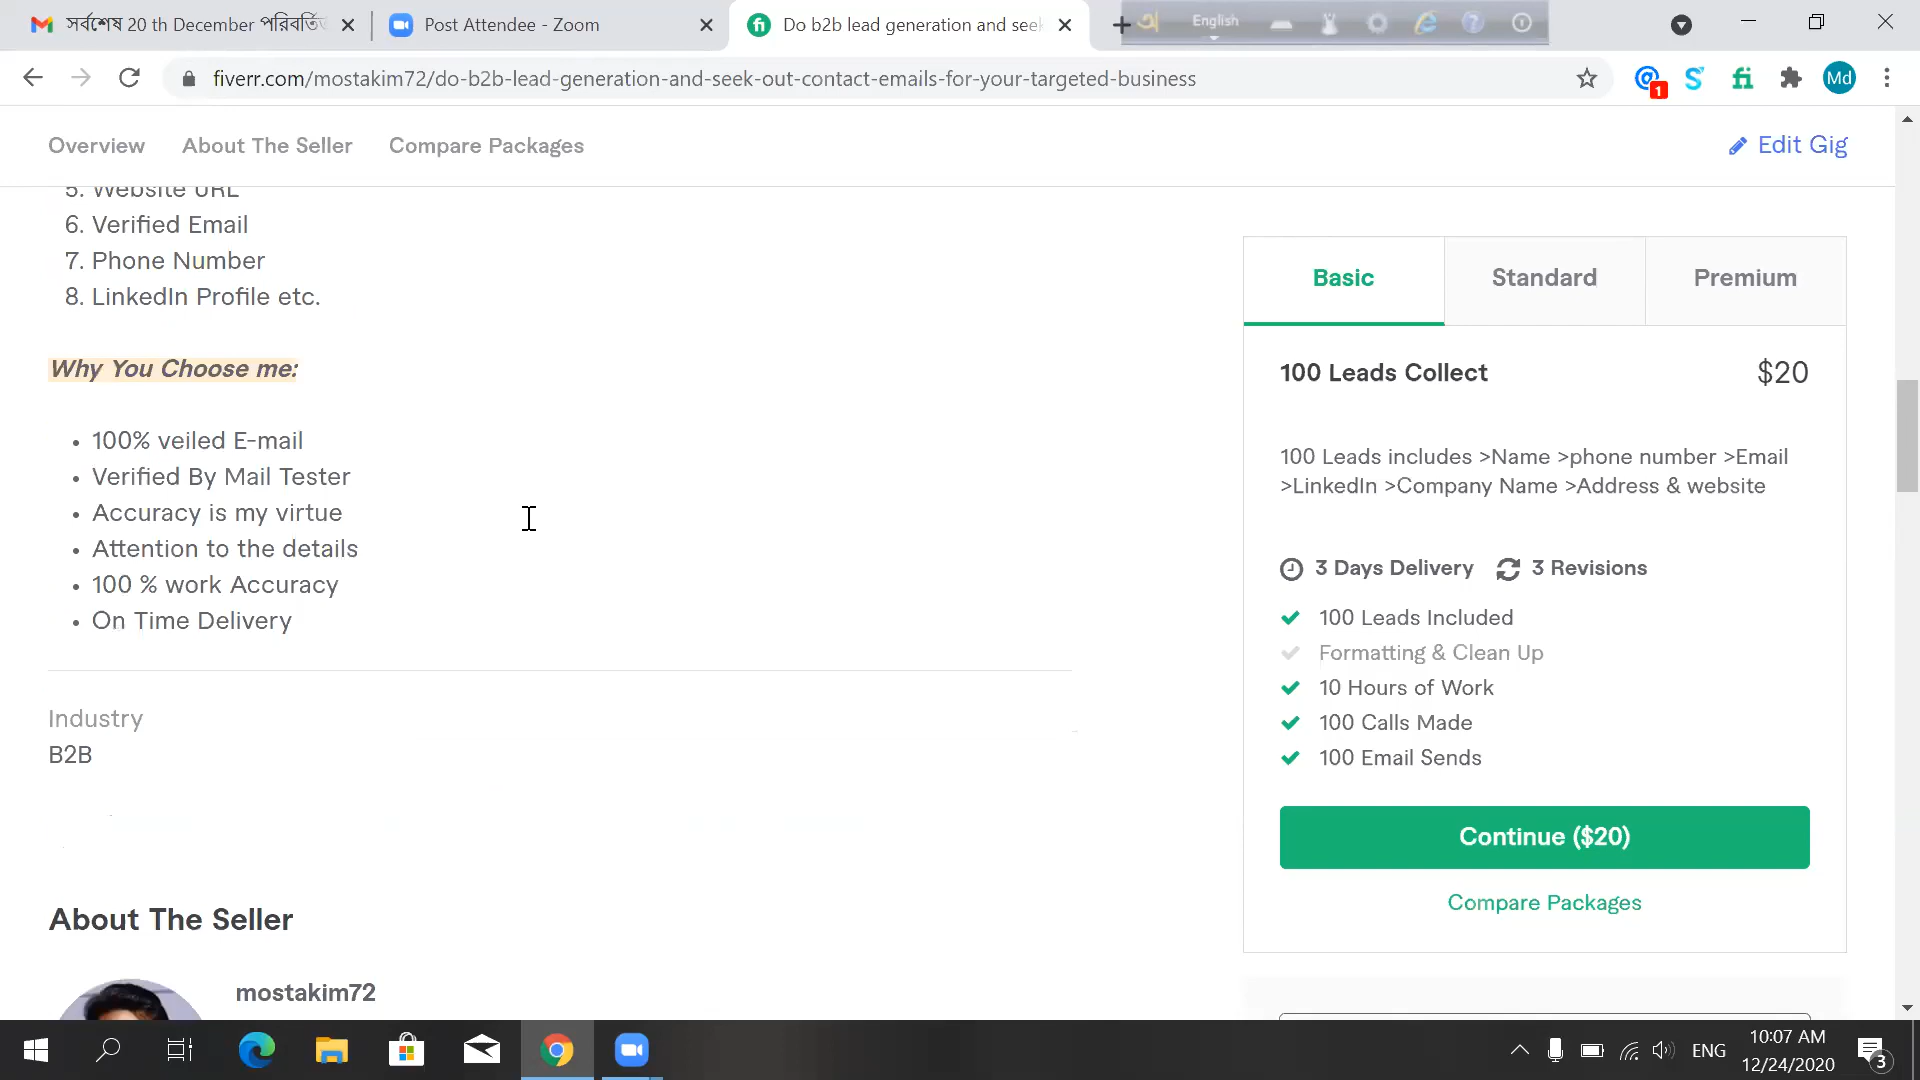 সর্বশেষ 20 th December
Post Attendee - Zoom
Do b2b lead generation and see
English
fiverr.com/mostakim72/do-b2b-lead-generation-and-seek-out-contact-emails-for-your-targeted-business
1
Md
Overview
About The Seller
Compare Packages
Edit Gig
5. Website URL
6. Verified Email
7. Phone Number
8. LinkedIn Profile etc.
Why You Choose me:
• 100% veiled E-mail
• Verified By Mail Tester
• Accuracy is my virtue
• Attention to the details
• 100 % work Accuracy
• On Time Delivery
Industry
B2B
About The Seller
mostakim72
Basic
Standard
Premium
100 Leads Collect
$20
100 Leads includes >Name >phone number >Email
>LinkedIn >Company Name >Address & website
3 Days Delivery
3 Revisions
100 Leads Included
Formatting & Clean Up
10 Hours of Work
100 Calls Made
100 Email Sends
Continue ($20)
Compare Packages
ENG
10:07 AM
12/24/2020
3